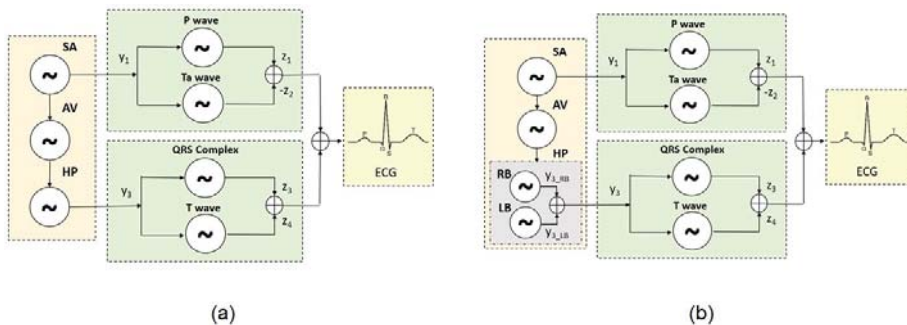 P wave
SA
y1
z1
Ta wave
-z2
AV
QRS Complex
HP
y3
z3
T wave
z4
P
R
Q
S
T
ECG
(a)
P wave
SA
y1
z1
Ta wave
-z2
AV
QRS Complex
HP
RB
y3_RB
y3
z3
LB
T wave
y3_LB
z4
P
R
Q
S
T
ECG
(b)